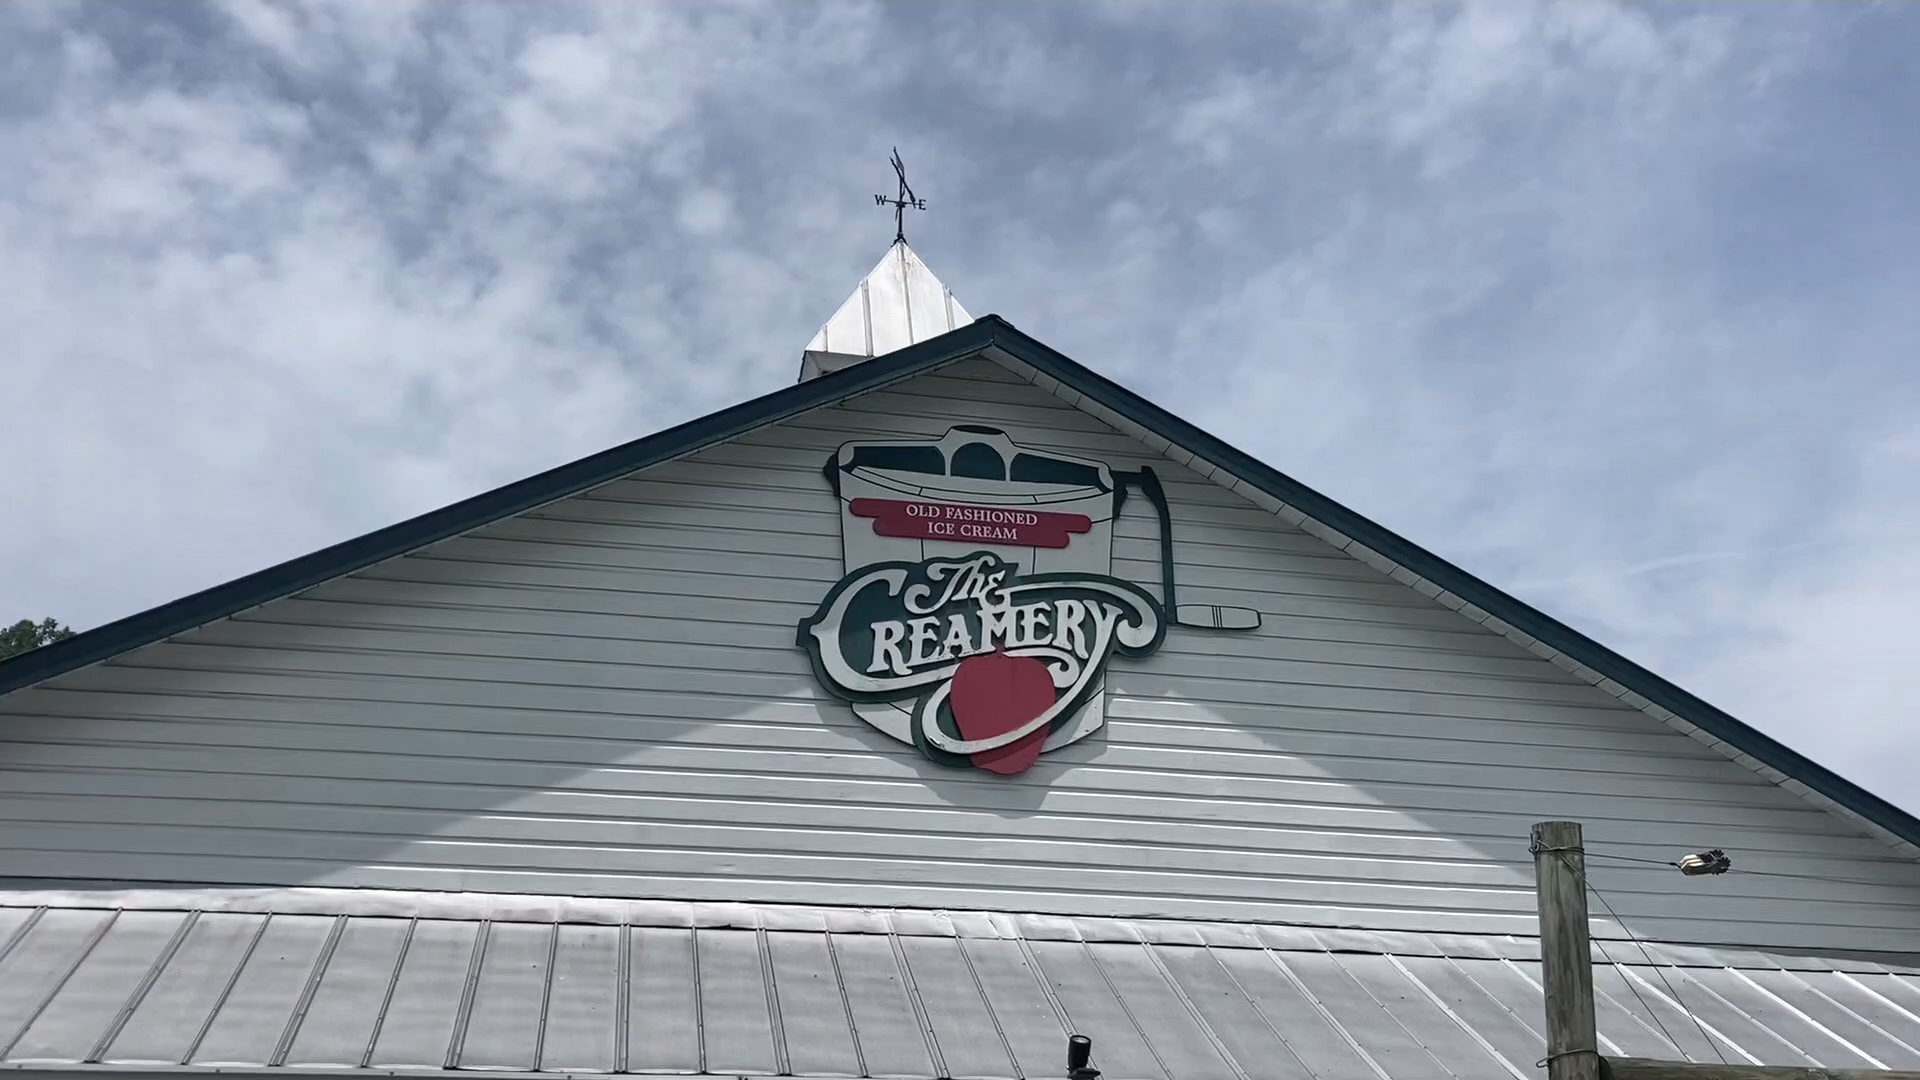 W E
OLD FASHIONED
ICE CREAM
The
CREAMERY